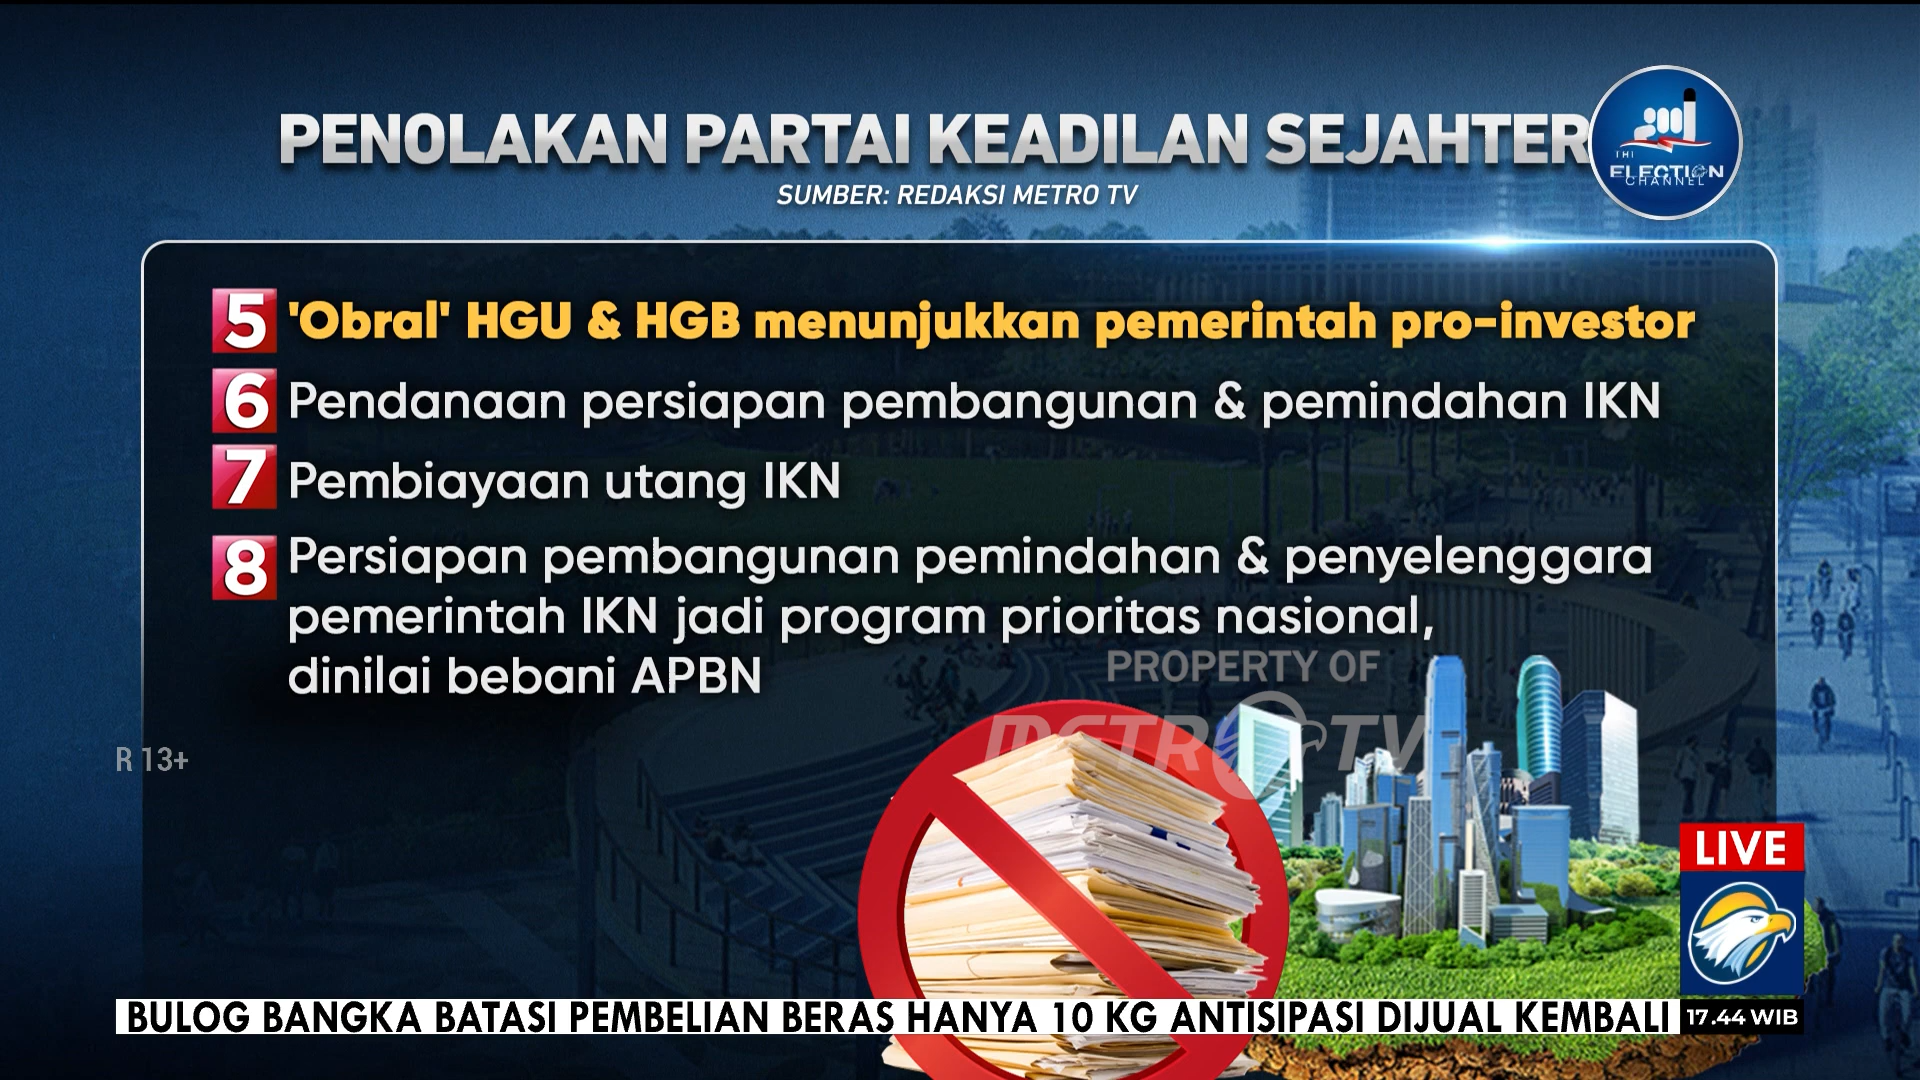 PENOLAKAN PARTAI KEADILAN SEJAHTER
THE
ELECTION
CHANNEL
SUMBER: REDAKSI METRO TV
5 'Obral' HGU & HGB menunjukkan pemerintah pro-investor
6 Pendanaan persiapan pembangunan & pemindahan IKN
7 Pembiayaan utang IKN
8 Persiapan pembangunan pemindahan & penyelenggara
pemerintah IKN jadi program prioritas nasional,
dinilai bebani APBN
PROPERTY OF
METRO TV
R 13+
LIVE
BULOG BANGKA BATASI PEMBELIAN BERAS HANYA 10 KG ANTISIPASI DIJUAL KEMBALI
17.44 WIB